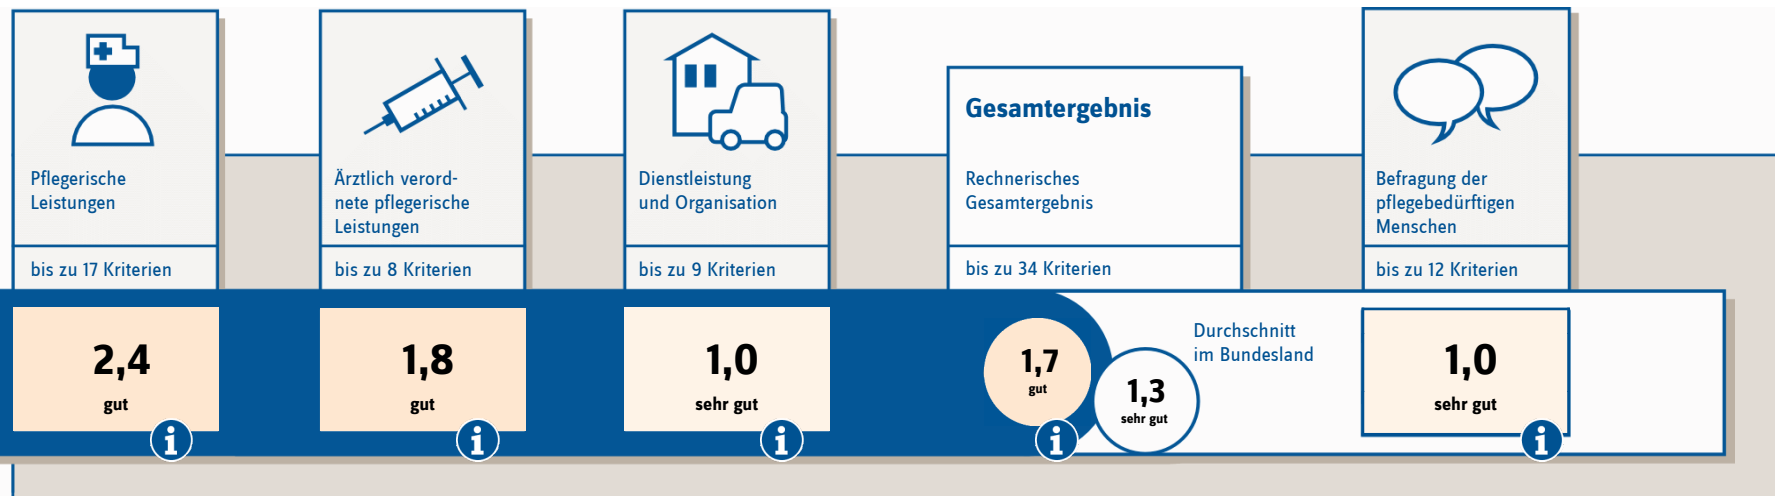 Pflegerische
Leistungen
bis zu 17 Kriterien
2,4
gut
i
Ärztlich verord-
nete pflegerische
Leistungen
bis zu 8 Kriterien
1,8
gut
i
Dienstleistung
und Organisation
bis zu 9 Kriterien
1,0
sehr gut
i
Gesamtergebnis
Rechnerisches
Gesamtergebnis
bis zu 34 Kriterien
1,7
gut
i
1,3
sehr gut
Durchschnitt
im Bundesland
Befragung der
pflegebedürftigen
Menschen
bis zu 12 Kriterien
1,0
sehr gut
i